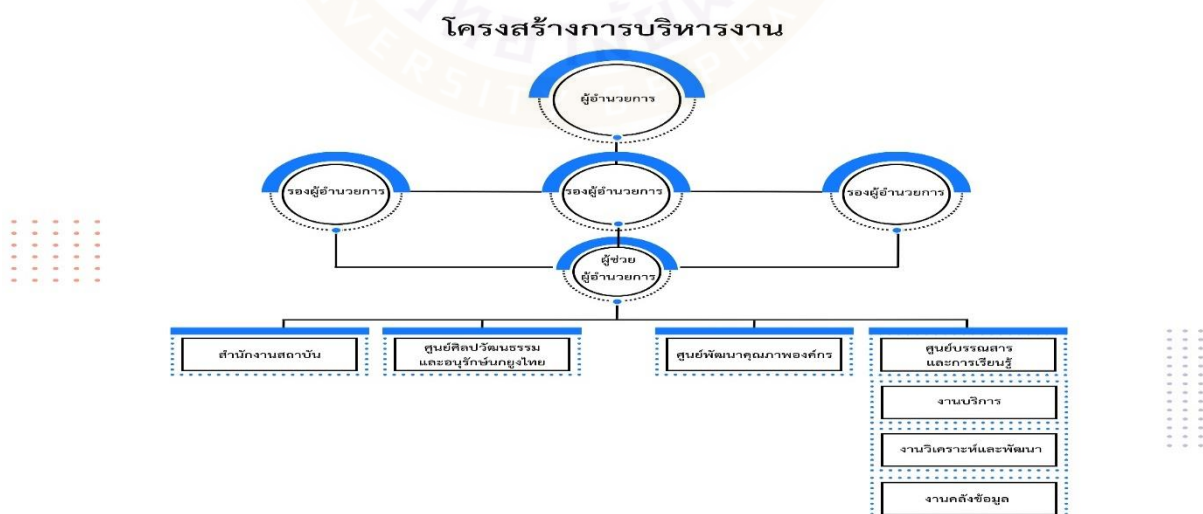 โครงสร้างการบริหารงาน
ผู้อำนวยการ
รองผู้อำนวยการ
รองผู้อำนวยการ
รองผู้อำนวยการ
ผู้ช่วย
ผู้อำนวยการ
สำนักงานสถาบัน
ศูนย์ศิลปวัฒนธรรม
และอนุรักษ์นกยูงไทย
ศูนย์พัฒนาคุณภาพองค์กร
ศูนย์บรรณสาร
และการเรียนรู้
งานบริการ
งานวิเคราะห์และพัฒนา
งานคลังข้อมูล